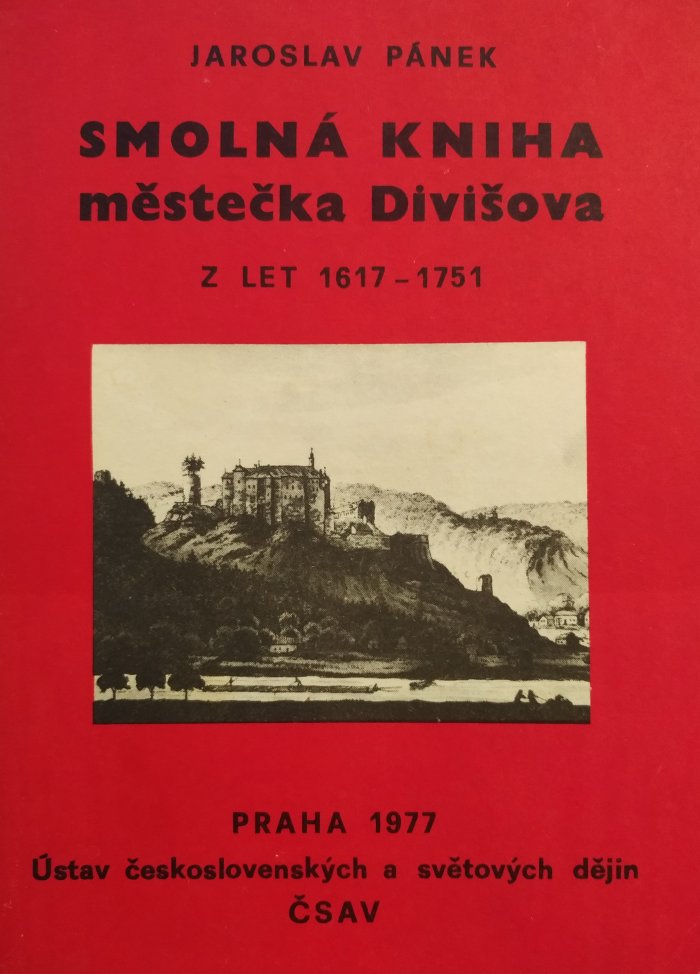 JAROSLAV PÁNEK
SMOLNÁ KNIHA
městečka Divišova
Z LET 1617 – 1751
PRAHA 1977
Ústav československých a světových dějin
ČSAV